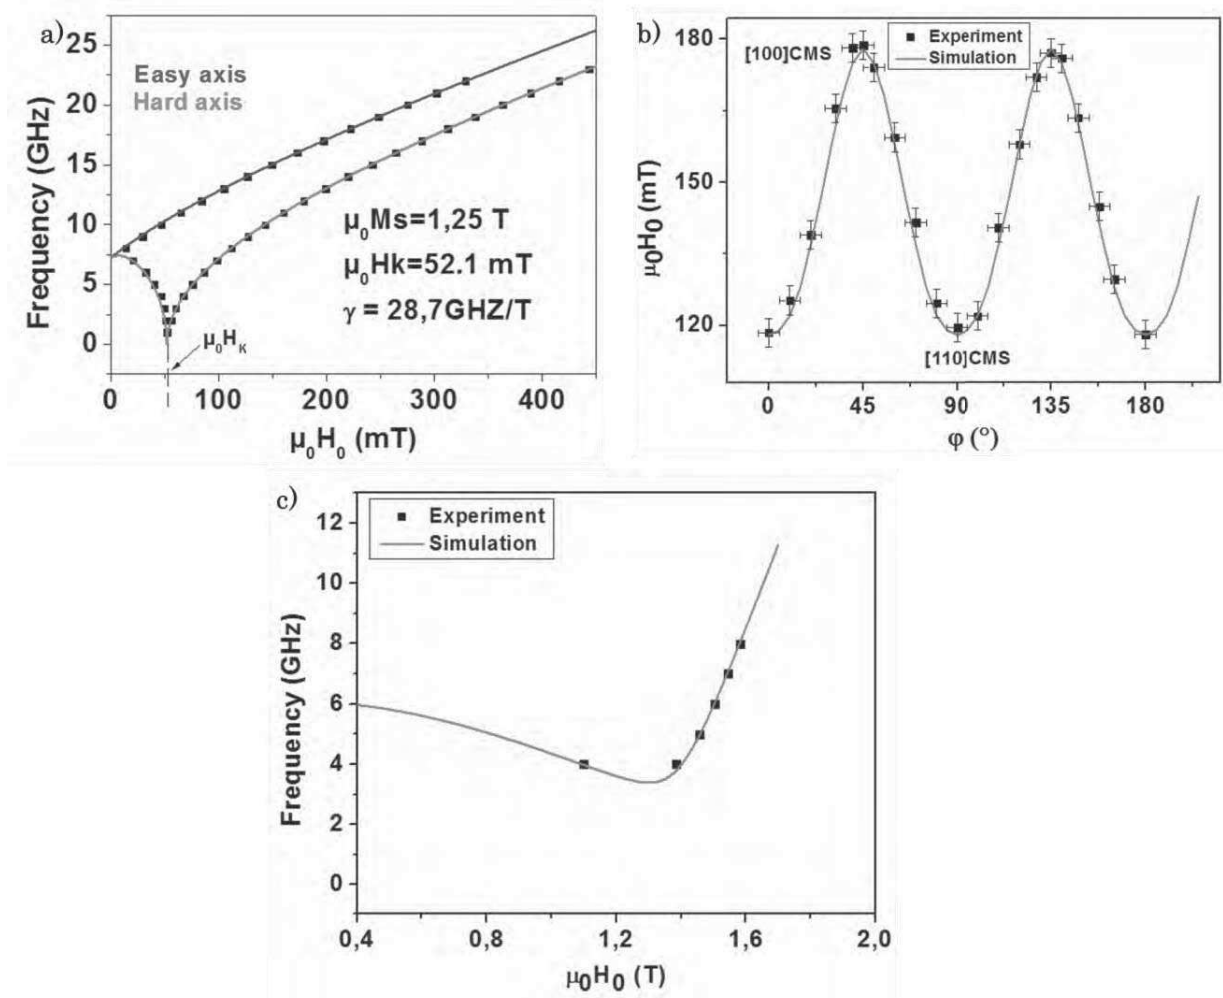 a)
25
20
15
10
5
0
Frequency (GHz)
Easy axis
Hard axis
μ₀Ms=1,25 T
μ₀Hk=52.1 mT
γ = 28,7GHZ/T
μ₀H_K
0 100 200 300 400
μ₀H₀ (mT)
b)
180
150
120
μ₀H₀ (mT)
Experiment
Simulation
[100]CMS
[110]CMS
0 45 90 135 180
φ (°)
c)
12
10
8
6
4
2
0
Frequency (GHz)
Experiment
Simulation
0,4 0,8 1,2 1,6 2,0
μ₀H₀ (T)